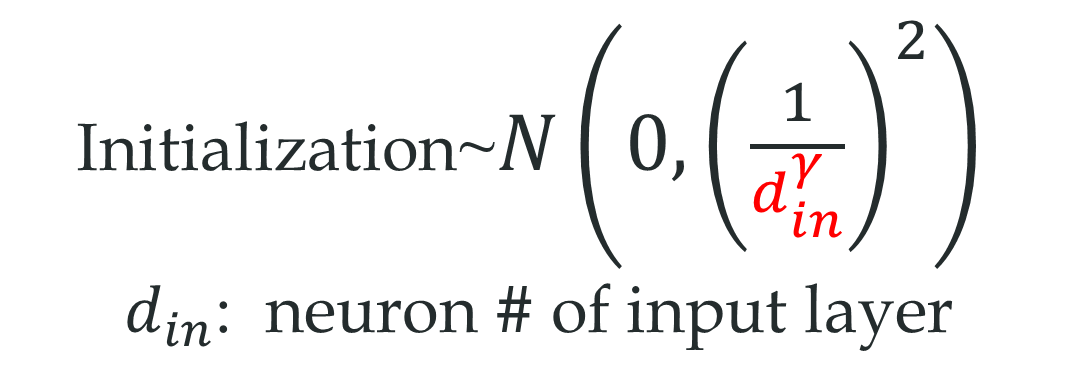 Initialization~N(0, (1/d_in^γ)^2)
d_in: neuron # of input layer